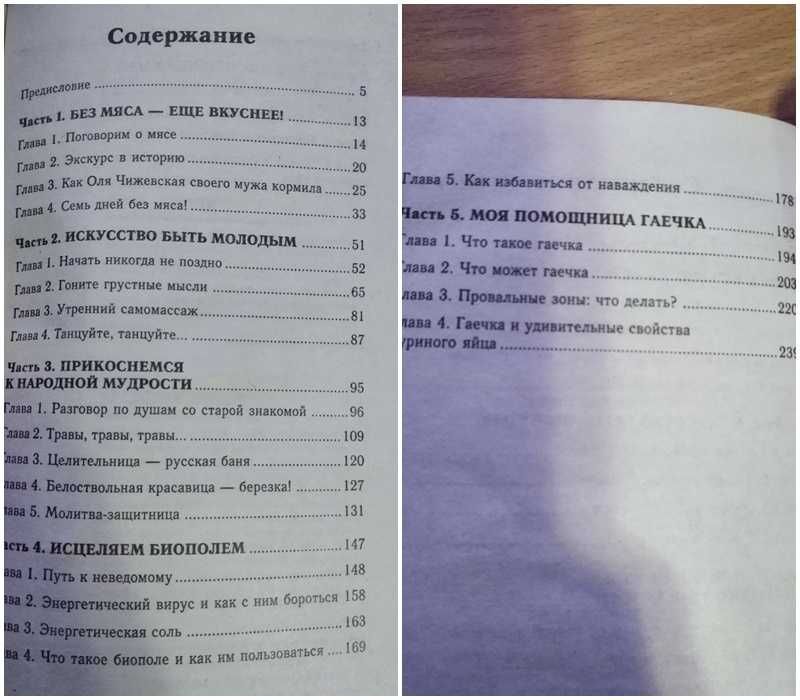 Содержание
Предисловие 5
Часть 1. БЕЗ МЯСА — ЕЩЕ ВКУСНЕЕ! 13
Глава 1. Поговорим о мясе 14
Глава 2. Экскурс в историю 20
Глава 3. Как Оля Чижевская своего мужа кормила 25
Глава 4. Семь дней без мяса! 33
Часть 2. ИСКУССТВО БЫТЬ МОЛОДЫМ 51
Глава 1. Начать никогда не поздно 52
Глава 2. Гоните грустные мысли 65
Глава 3. Утренний самомассаж 81
Глава 4. Танцуйте, танцуйте... 87
Часть 3. ПРИКОСНЕМСЯ
К НАРОДНОЙ МУДРОСТИ 95
Глава 1. Разговор по душам со старой знакомой 96
Глава 2. Травы, травы, травы... 109
Глава 3. Целительница — русская баня 120
Глава 4. Белоствольная красавица — березка! 127
Глава 5. Молитва-защитница 131
асть 4. ИСЦЕЛЯЕМ БИОПОЛЕМ 147
ава 1. Путь к неведомому 148
ава 2. Энергетический вирус и как с ним бороться 158
ава 3. Энергетическая соль 163
ава 4. Что такое биополе и как им пользоваться 169
Глава 5. Как избавиться от наваждения 178
Часть 5. МОЯ ПОМОЩНИЦА ГАЕЧКА 193
Глава 1. Что такое гаечка 194
Глава 2. Что может гаечка 203
Глава 3. Провальные зоны: что делать? 220
лава 4. Гаечка и удивительные свойства
уриного яйца 239